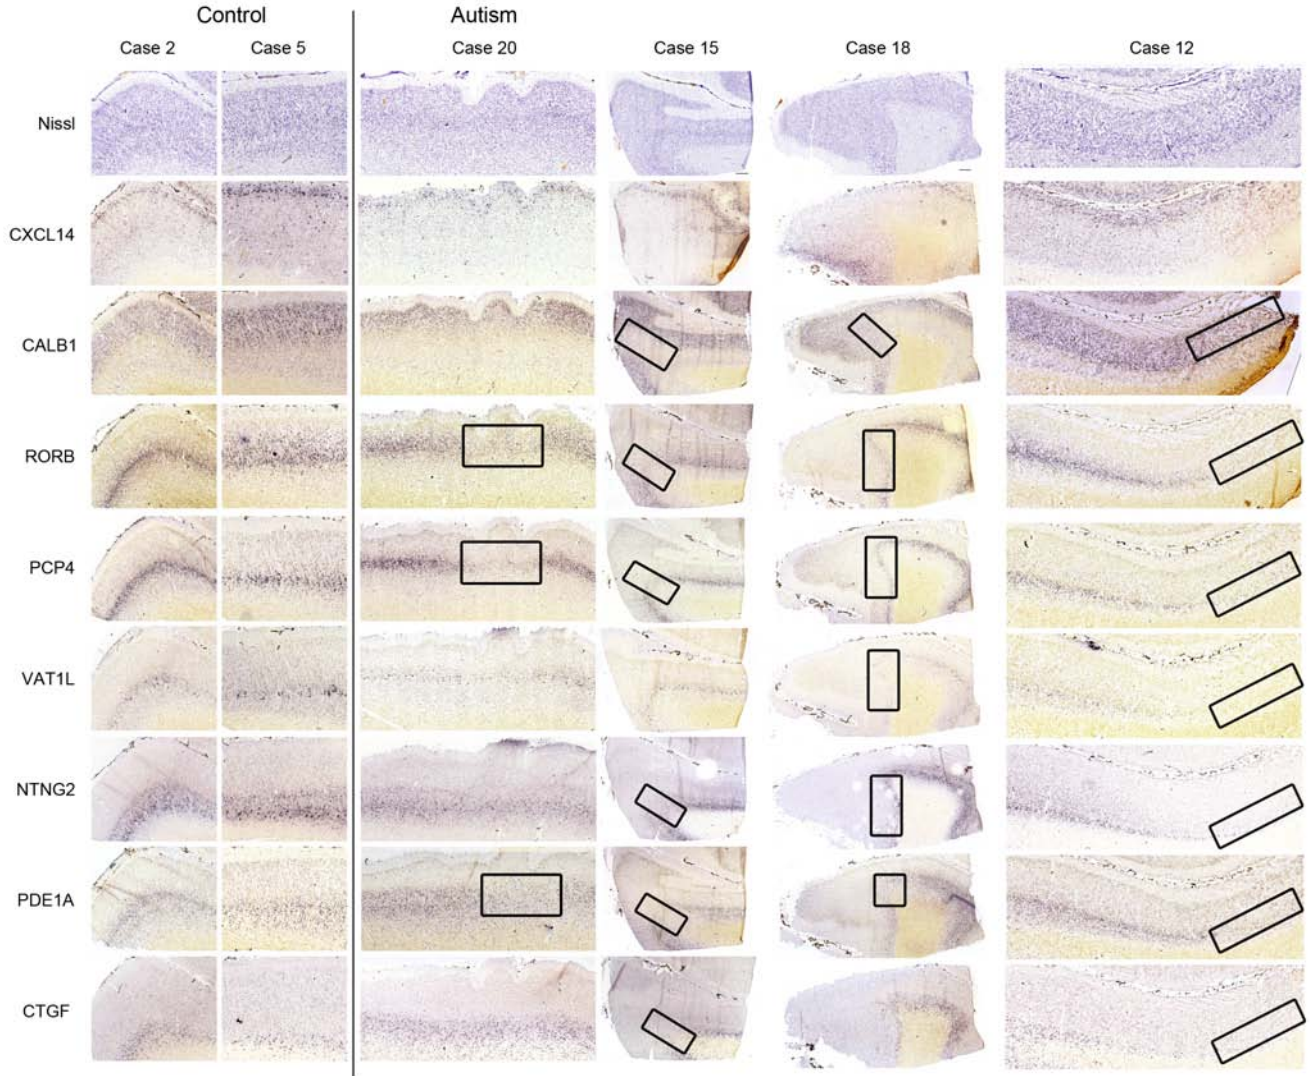 Control Autism
Case 2 Case 5 Case 20 Case 15 Case 18 Case 12
Nissl
CXCL14
CALB1
RORB
PCP4
VAT1L
NTNG2
PDE1A
CTGF